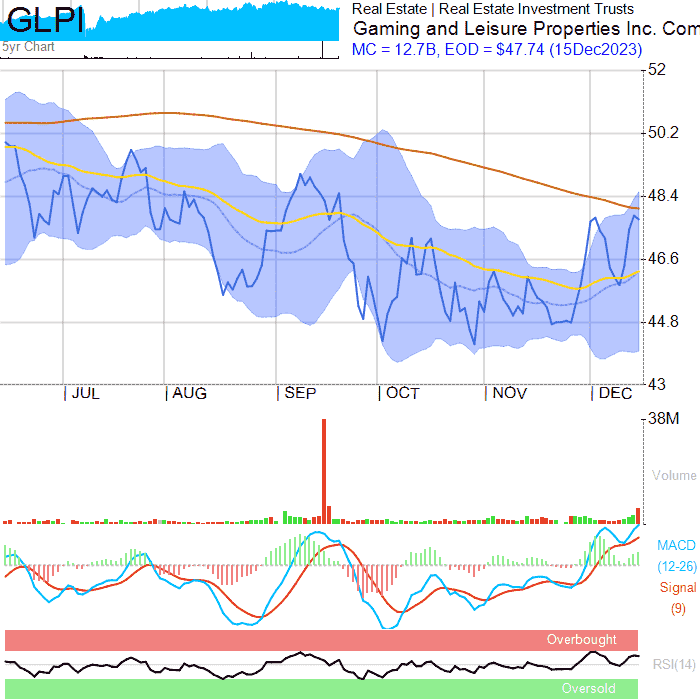 GLPI
5yr Chart
Real Estate | Real Estate Investment Trusts
Gaming and Leisure Properties Inc. Com
MC = 12.7B, EOD = $47.74 (15Dec2023)
52
50.2
48.4
46.6
44.8
43
JUL AUG SEP OCT NOV DEC
38M
Volume
MACD
(12-26)
Signal
(9)
Overbought
RSI(14)
Oversold